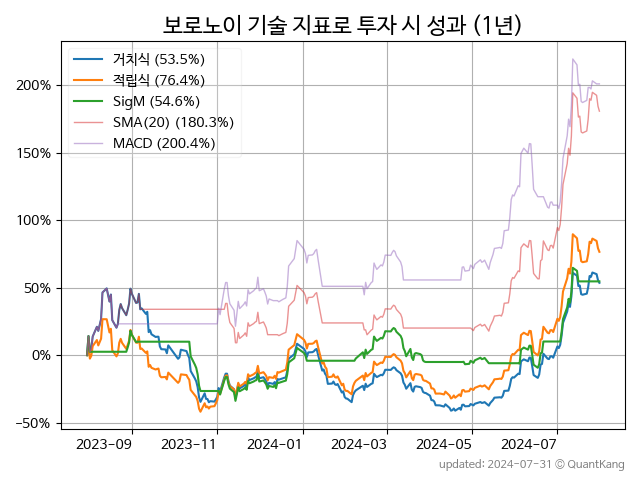 보로노이 기술 지표로 투자 시 성과 (1년)
거치식 (53.5%)
적립식 (76.4%)
SigM (54.6%)
SMA(20) (180.3%)
MACD (200.4%)
200%
150%
100%
50%
0%
−50%
2023-09 2023-11 2024-01 2024-03 2024-05 2024-07
updated: 2024-07-31 © QuantKang